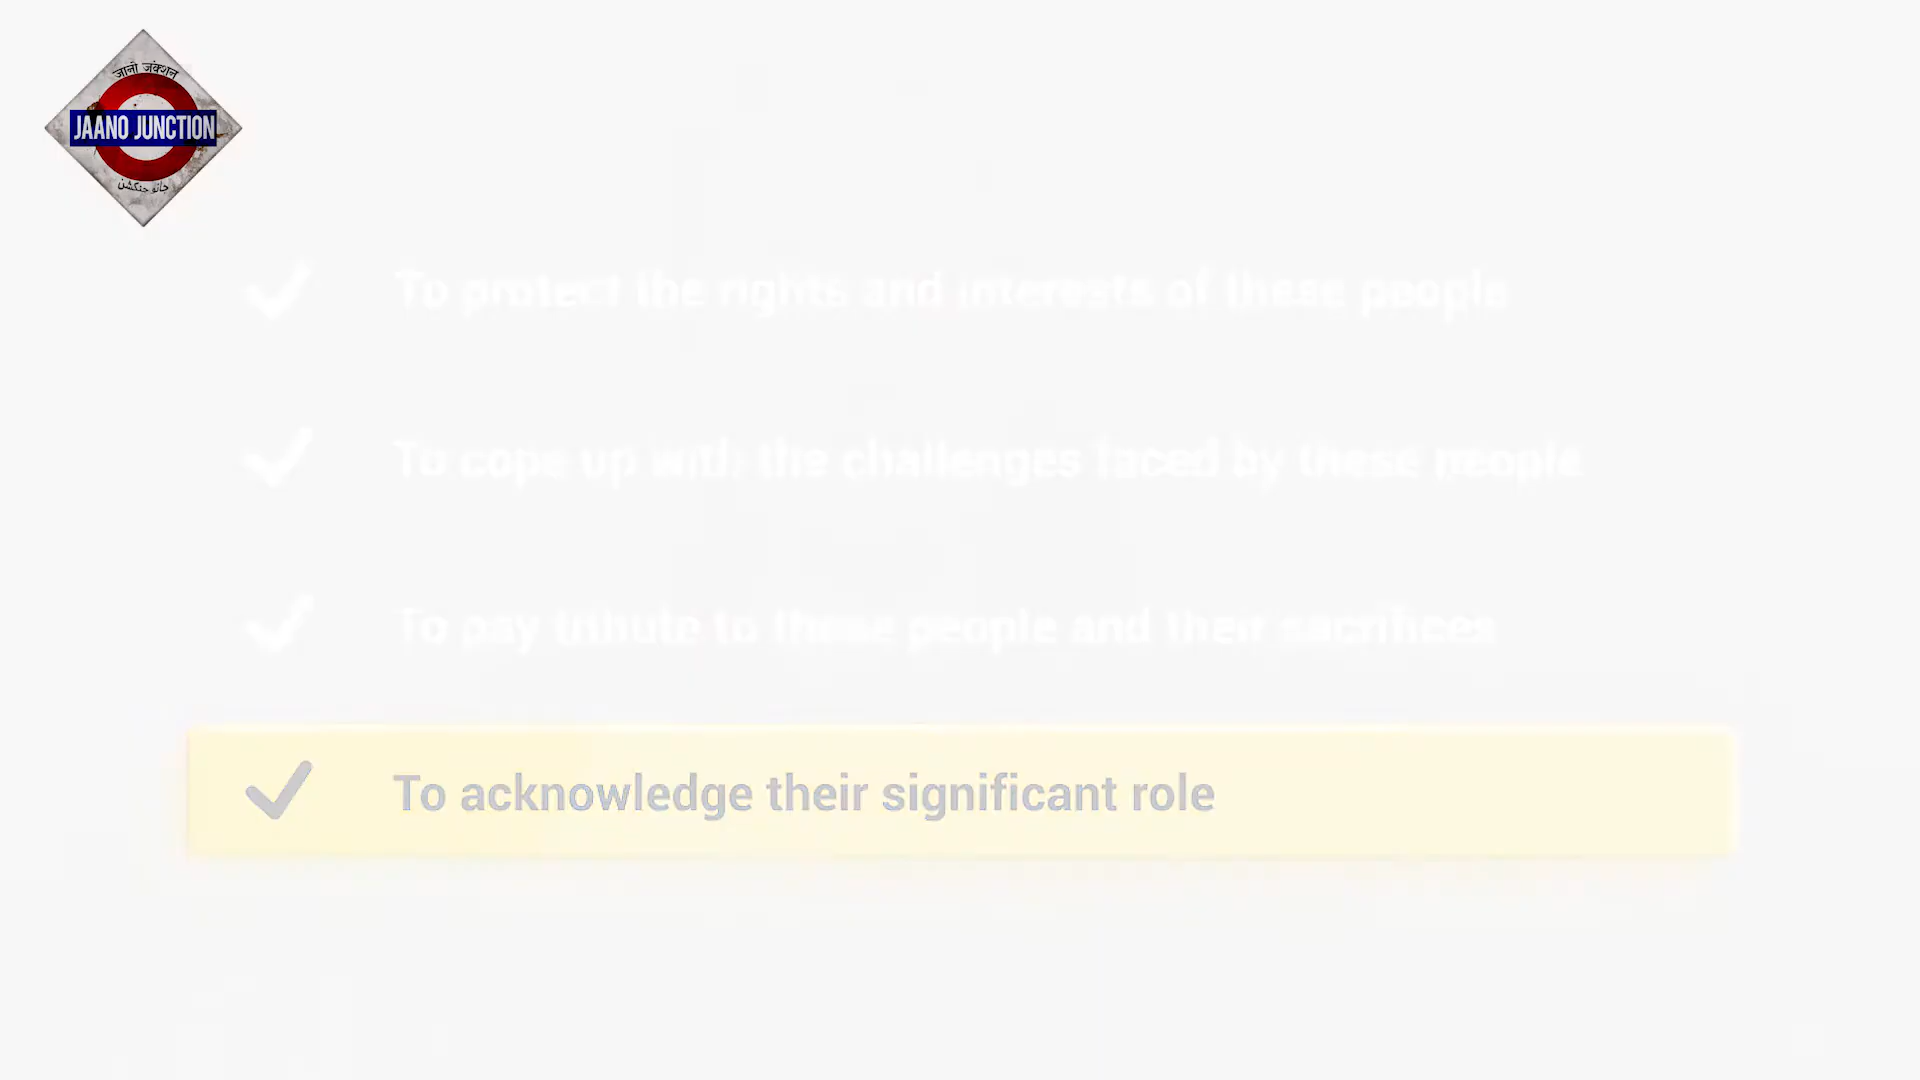 जानो जंक्शन
JAANO JUNCTION
جانو جنکشن
To protect the rights and interests of these people
To cope up with the challenges faced by these people
To pay tribute to these people and their sacrifices
To acknowledge their significant role